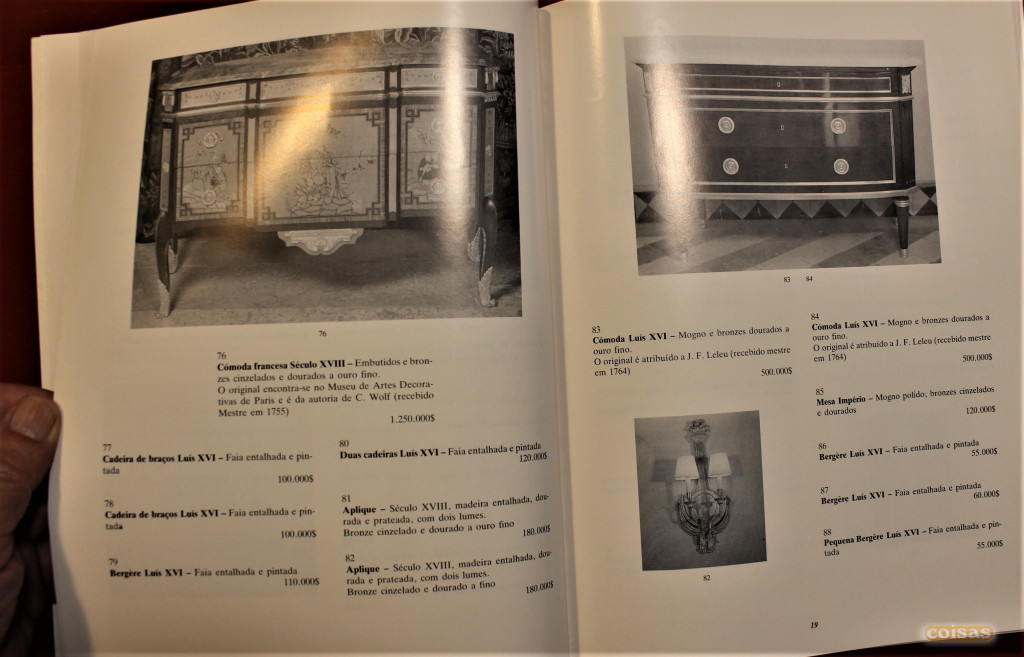 76
76
Cómoda francesa Século XVIII – Embutidos e bron-
zes cinzelados e dourados a ouro fino.
O original encontra-se no Museu de Artes Decora-
tivas de Paris e é da autoria de C. Wolf (recebido
Mestre em 1755)
1.250.000$
77
Cadeira de braços Luís XVI – Faia entalhada e pin-
tada
100.000$
78
Cadeira de braços Luís XVI – Faia entalhada e pin-
tada
100.000$
79
Bergère Luís XVI – Faia entalhada e pintada
110.000$
80
Duas cadeiras Luís XVI – Faia entalhada e pintada
120.000$
81
Aplique – Século XVIII, madeira entalhada, dou-
rada e prateada, com dois lumes.
Bronze cinzelado e dourado a ouro fino
180.000$
82
Aplique – Século XVIII, madeira entalhada, dou-
rada e prateada, com dois lumes.
Bronze cinzelado e dourado a fino
180.000$
83 84
83
Cómoda Luís XVI – Mogno e bronzes dourados a
ouro fino.
O original é atribuído a J. F. Leleu (recebido mestre
em 1764)
500.000$
82
84
Cómoda Luís XVI – Mogno e bronzes dourados a
ouro fino.
O original é atribuído a J. F. Leleu (recebido mestre
em 1764)
500.000$
85
Mesa Império – Mogno polido; bronzes cinzelados
e dourados
120.000$
86
Bergère Luís XVI – Faia entalhada e pintada
55.000$
87
Bergère Luís XVI – Faia entalhada e pintada
60.000$
88
Pequena Bergère Luís XVI – Faia entalhada e pin-
tada
55.000$
19
coisas